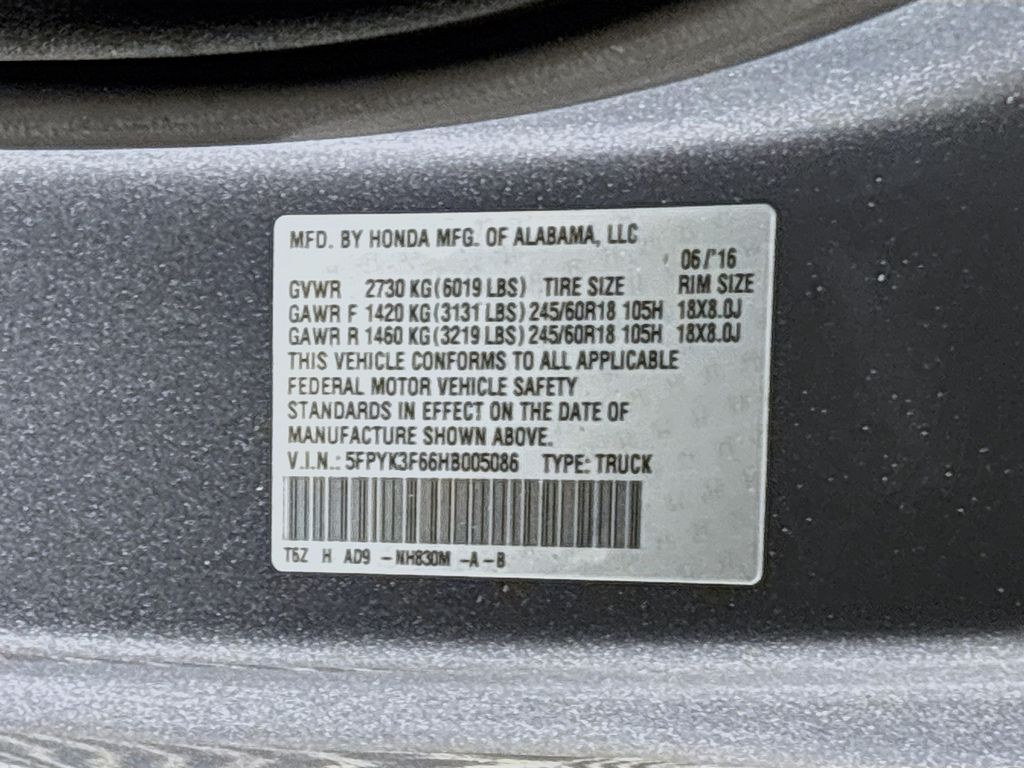 MFD. BY HONDA MFG. OF ALABAMA, LLC
06/'16
GVWR 2730 KG(6019 LBS) TIRE SIZE RIM SIZE
GAWR F 1420 KG(3131 LBS) 245/60R18 105H 18X8.0J
GAWR R 1460 KG(3219 LBS) 245/60R18 105H 18X8.0J
THIS VEHICLE CONFORMS TO ALL APPLICABLE
FEDERAL MOTOR VEHICLE SAFETY
STANDARDS IN EFFECT ON THE DATE OF
MANUFACTURE SHOWN ABOVE.
V.I.N.: 5FPYK3F66HB005086 TYPE: TRUCK
T6Z H AD9 -NH830M -A -B